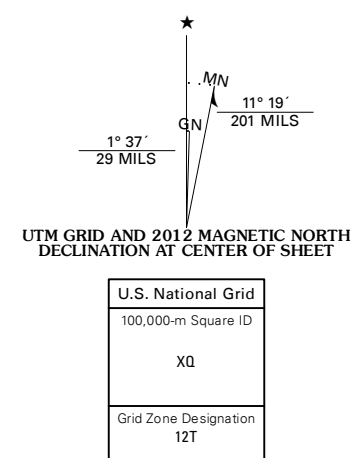 ★
MN
11° 19´
201 MILS
GN
1° 37´
29 MILS
UTM GRID AND 2012 MAGNETIC NORTH
DECLINATION AT CENTER OF SHEET
U.S. National Grid
100,000-m Square ID
XQ
Grid Zone Designation
12T